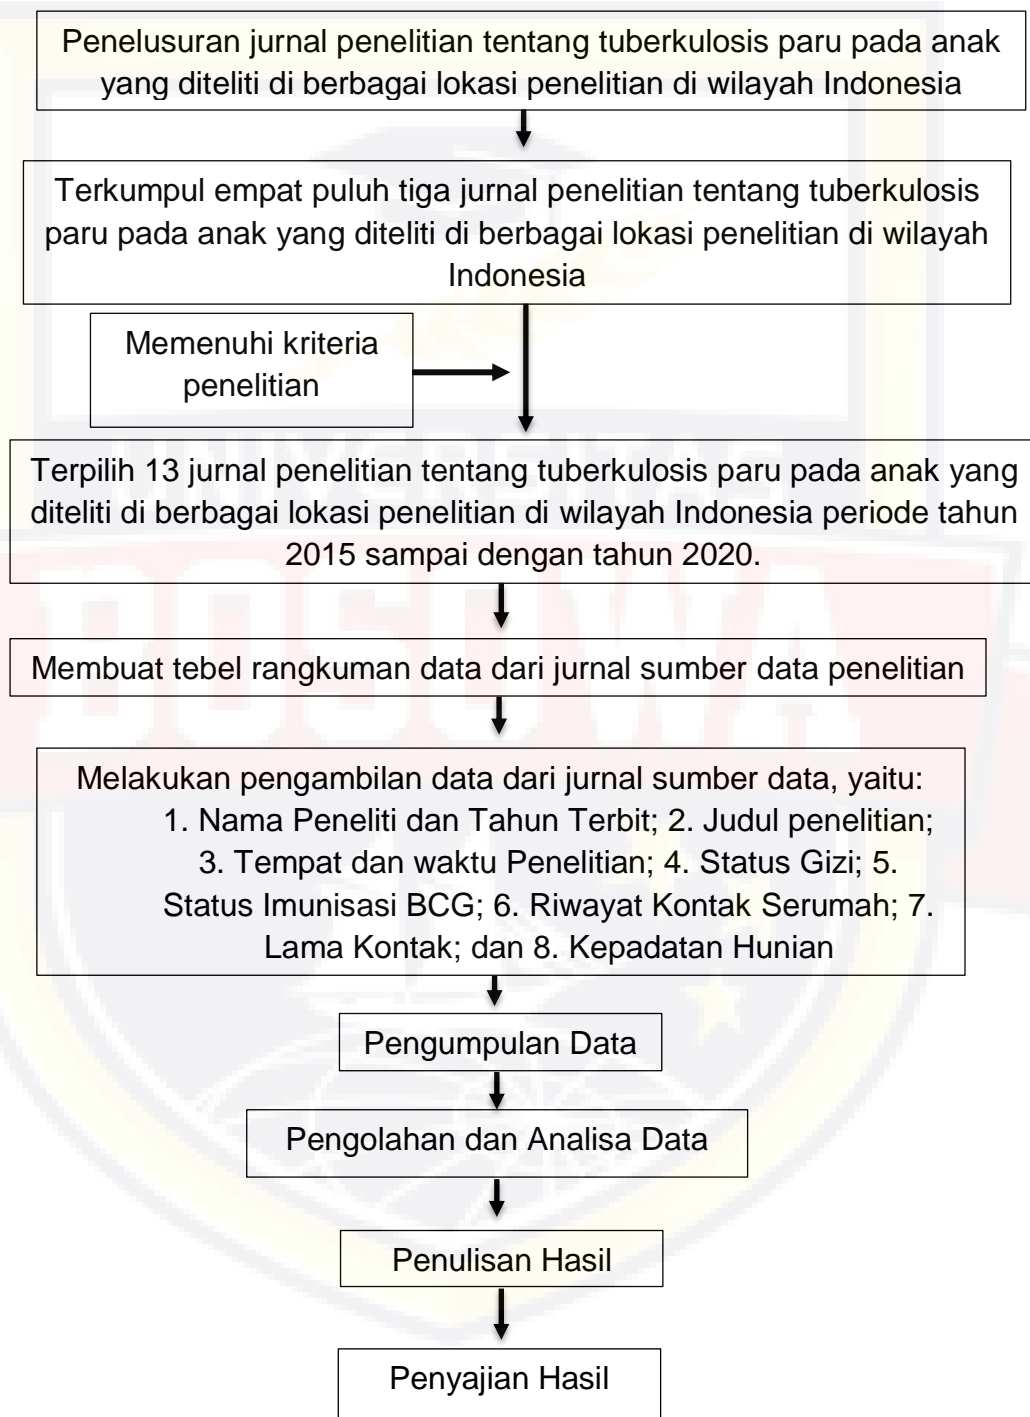 Penelusuran jurnal penelitian tentang tuberkulosis paru pada anak
yang diteliti di berbagai lokasi penelitian di wilayah Indonesia
Terkumpul empat puluh tiga jurnal penelitian tentang tuberkulosis
paru pada anak yang diteliti di berbagai lokasi penelitian di wilayah
Indonesia
Memenuhi kriteria
penelitian
UNIVERSITAS
Terpilih 13 jurnal penelitian tentang tuberkulosis paru pada anak yang
diteliti di berbagai lokasi penelitian di wilayah Indonesia periode tahun
2015 sampai dengan tahun 2020.
BOSOWA
Membuat tebel rangkuman data dari jurnal sumber data penelitian
Melakukan pengambilan data dari jurnal sumber data, yaitu:
1. Nama Peneliti dan Tahun Terbit; 2. Judul penelitian;
3. Tempat dan waktu Penelitian; 4. Status Gizi; 5.
Status Imunisasi BCG; 6. Riwayat Kontak Serumah; 7.
Lama Kontak; dan 8. Kepadatan Hunian
Pengumpulan Data
Pengolahan dan Analisa Data
Penulisan Hasil
Penyajian Hasil